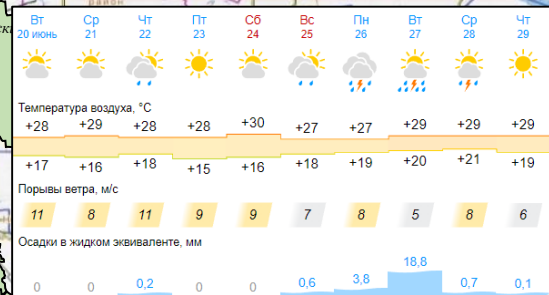 Вт Ср Чт Пт Сб Вс Пн Вт Ср Чт
20 июнь 21 22 23 24 25 26 27 28 29
Температура воздуха, °C
+28 +29 +28 +28 +30 +27 +27 +29 +29 +29
+17 +16 +18 +15 +16 +18 +19 +20 +21 +19
Порывы ветра, м/с
11 8 11 9 9 7 8 5 8 6
Осадки в жидком эквиваленте, мм
0 0 0,2 0 0 0,6 3,8 18,8 0,7 0,1